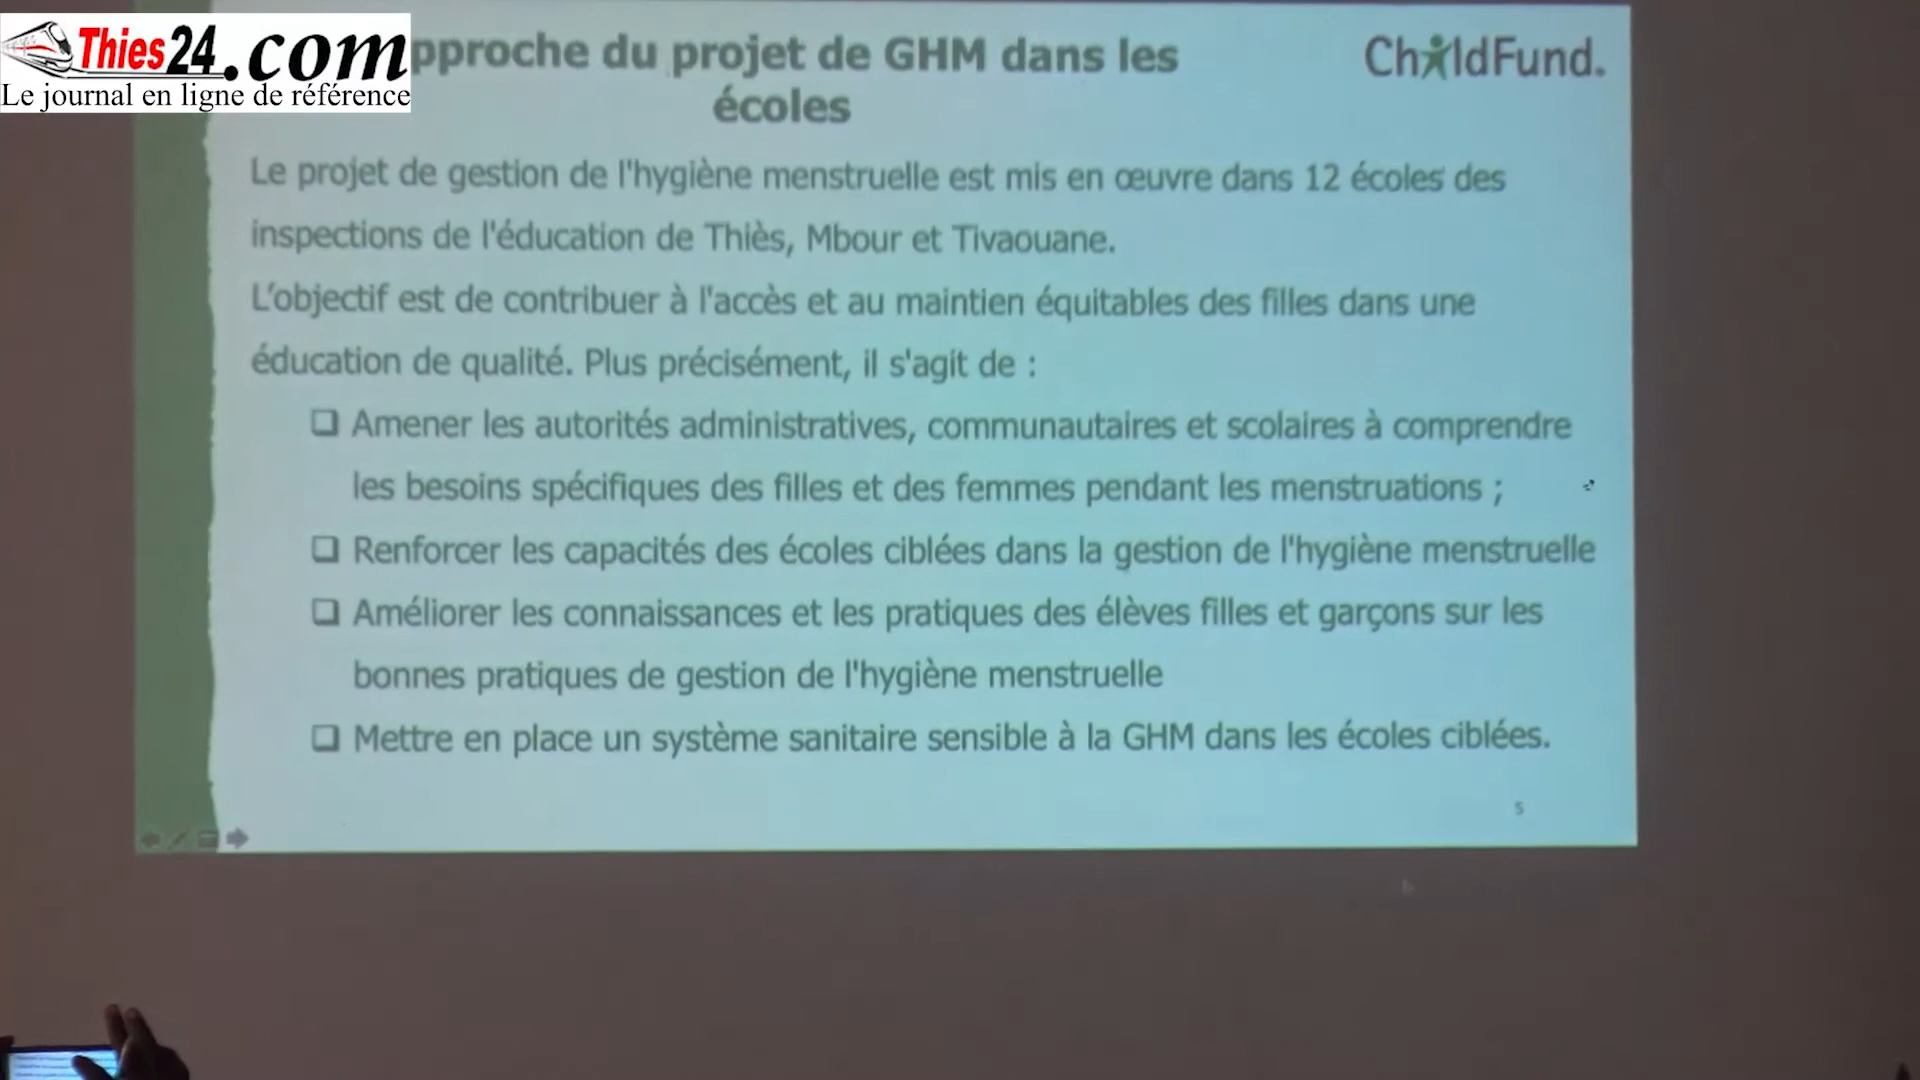 Thies24.com
Le journal en ligne de référence
pproche du projet de GHM dans les
écoles
ChildFund.
Le projet de gestion de l'hygiène menstruelle est mis en œuvre dans 12 écoles des
inspections de l'éducation de Thiès, Mbour et Tivaouane.
L'objectif est de contribuer à l'accès et au maintien équitables des filles dans une
éducation de qualité. Plus précisément, il s'agit de :
❑ Amener les autorités administratives, communautaires et scolaires à comprendre
les besoins spécifiques des filles et des femmes pendant les menstruations ;
❑ Renforcer les capacités des écoles ciblées dans la gestion de l'hygiène menstruelle
❑ Améliorer les connaissances et les pratiques des élèves filles et garçons sur les
bonnes pratiques de gestion de l'hygiène menstruelle
❑ Mettre en place un système sanitaire sensible à la GHM dans les écoles ciblées.
5